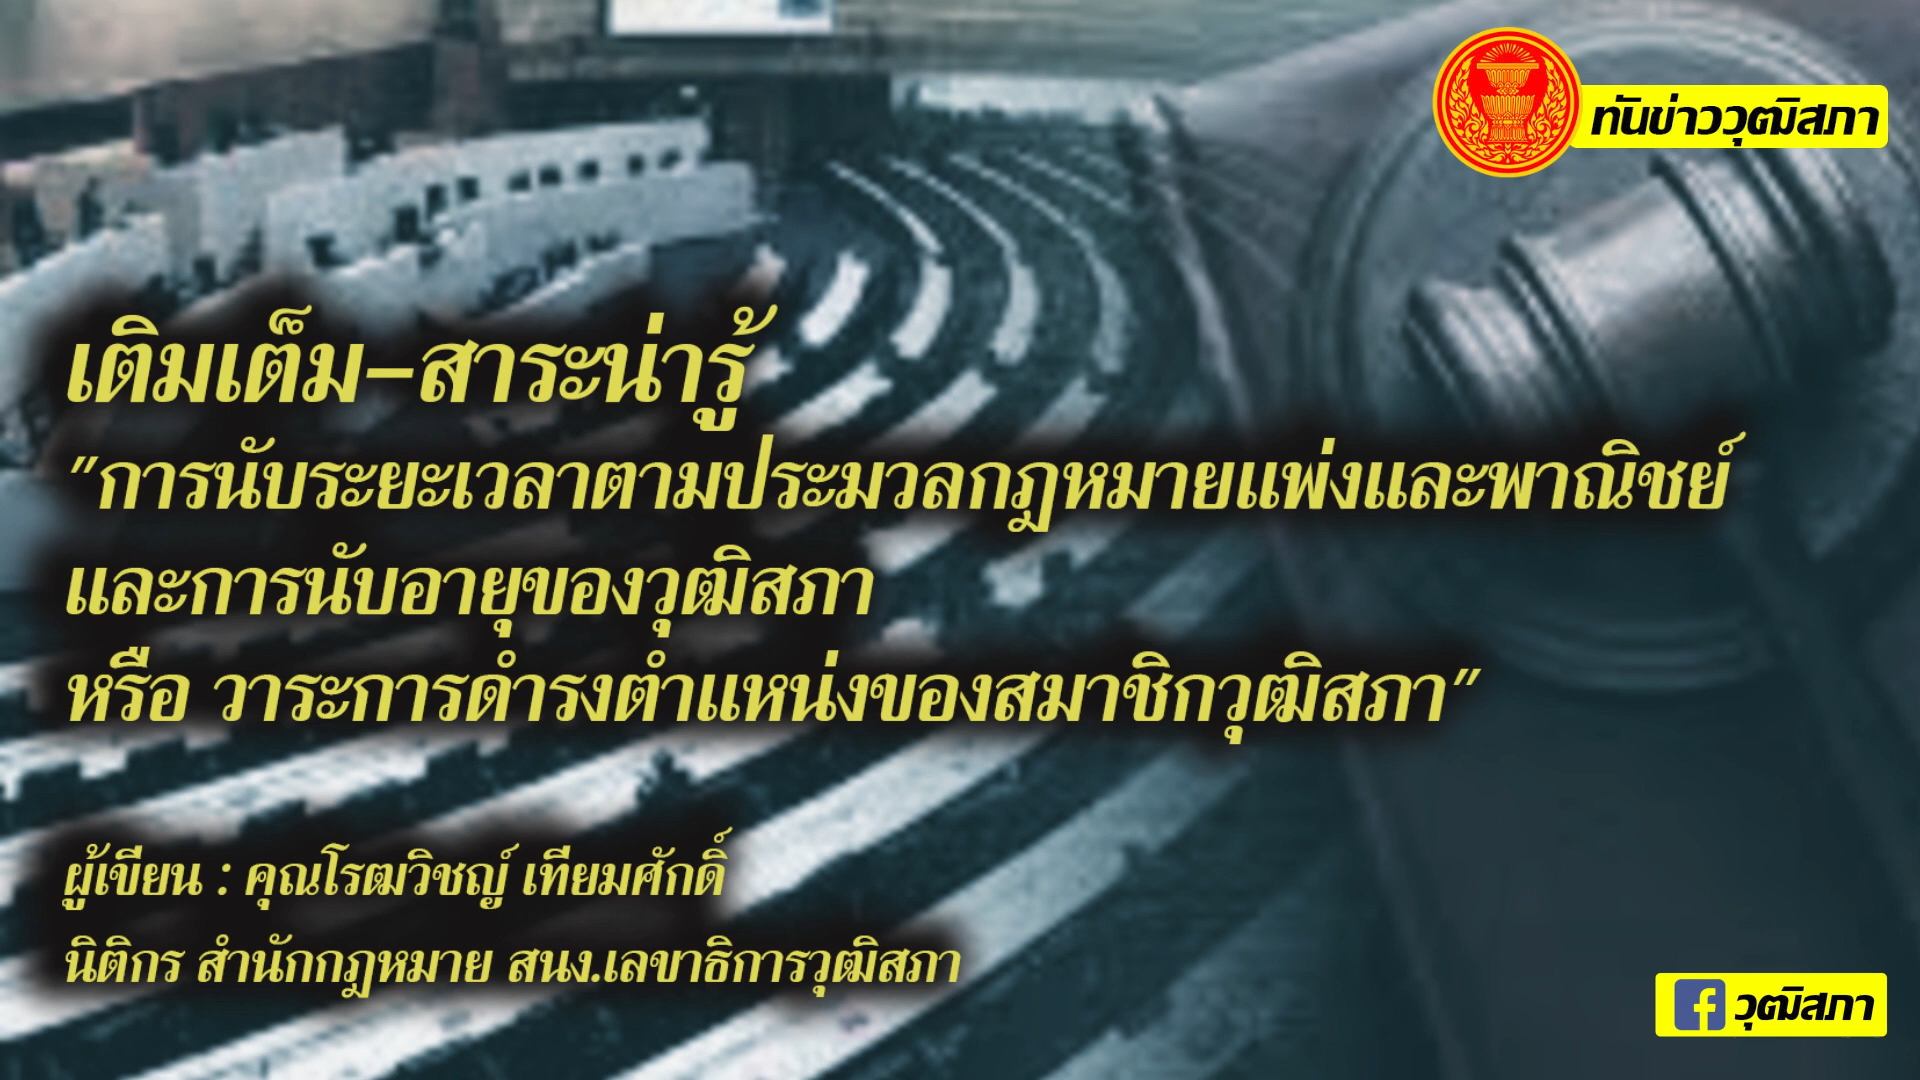 ทันข่าววุฒิสภา
เติมเต็ม-สาระน่ารู้
"การนับระยะเวลาตามประมวลกฎหมายแพ่งและพาณิชย์
และการนับอายุของวุฒิสภา
หรือ วาระการดำรงตำแหน่งของสมาชิกวุฒิสภา"
ผู้เขียน : คุณโรฒวิชญ์ เทียมศักดิ์
นิติกร สำนักกฎหมาย สนง.เลขาธิการวุฒิสภา
f วุฒิสภา